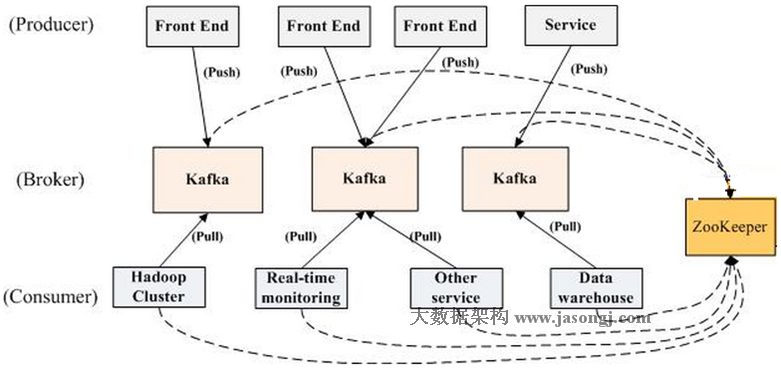 (Producer)
Front End
Front End
Front End
Service
(Push)
(Push)
(Push)
(Push)
(Broker)
Kafka
Kafka
Kafka
ZooKeeper
(Pull)
(Pull)
(Pull)
(Pull)
(Consumer)
Hadoop
Cluster
Real-time
monitoring
Other
service
Data
warehouse
大数据架构 www.jasongj.com